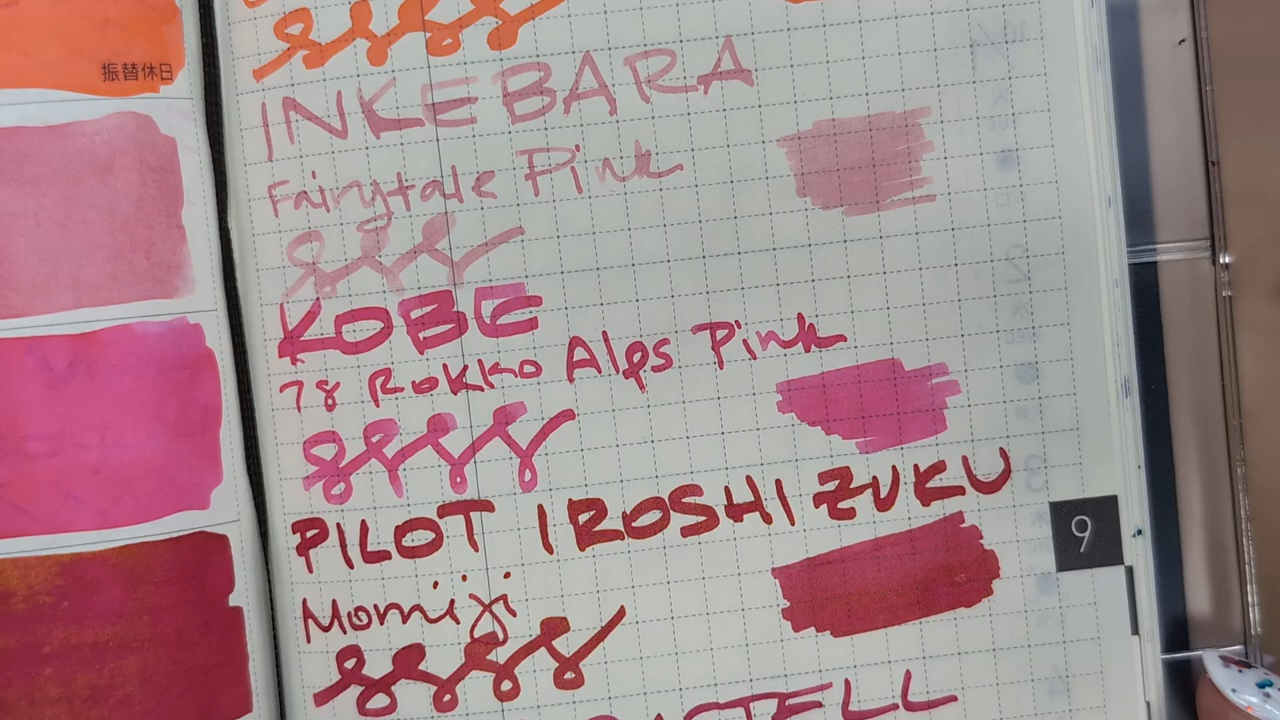 振替休日
INKEBARA
Fairytale Pink
KOBE
78 Rokko Alps Pink
PILOT IROSHIZUKU
Momiji
9